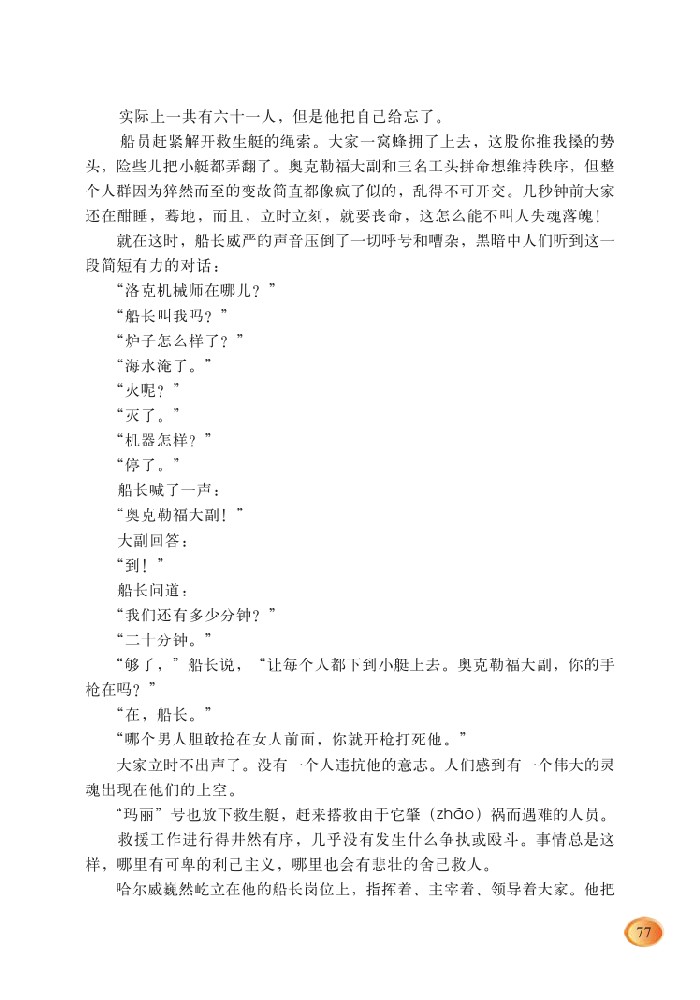 实际上一共有六十一人，但是他把自己给忘了。
船员赶紧解开救生艇的绳索。大家一窝蜂拥了上去，这股你推我搡的势
头，险些儿把小艇都弄翻了。奥克勒福大副和三名工头拼命想维持秩序，但整
个人群因为猝然而至的变故简直都像疯了似的，乱得不可开交。几秒钟前大家
还在酣睡，蓦地，而且，立时立刻，就要丧命，这怎么能不叫人失魂落魄！
就在这时，船长威严的声音压倒了一切呼号和嘈杂，黑暗中人们听到这一
段简短有力的对话：
“洛克机械师在哪儿？”
“船长叫我吗？”
“炉子怎么样了？”
“海水淹了。”
“火呢？”
“灭了。”
“机器怎样？”
“停了。”
船长喊了一声：
“奥克勒福大副！”
大副回答：
“到！”
船长问道：
“我们还有多少分钟？”
“二十分钟。”
“够了，”船长说，“让每个人都下到小艇上去。奥克勒福大副，你的手
枪在吗？”
“在，船长。”
“哪个男人胆敢抢在女人前面，你就开枪打死他。”
大家立时不出声了。没有一个人违抗他的意志。人们感到有一个伟大的灵
魂出现在他们的上空。
“玛丽”号也放下救生艇，赶来搭救由于它肇（zhāo）祸而遇难的人员。
救援工作进行得井然有序，几乎没有发生什么争执或殴斗。事情总是这
样，哪里有可卑的利己主义，哪里也会有悲壮的舍己救人。
哈尔威巍然屹立在他的船长岗位上，指挥着、主宰着、领导着大家。他把
77